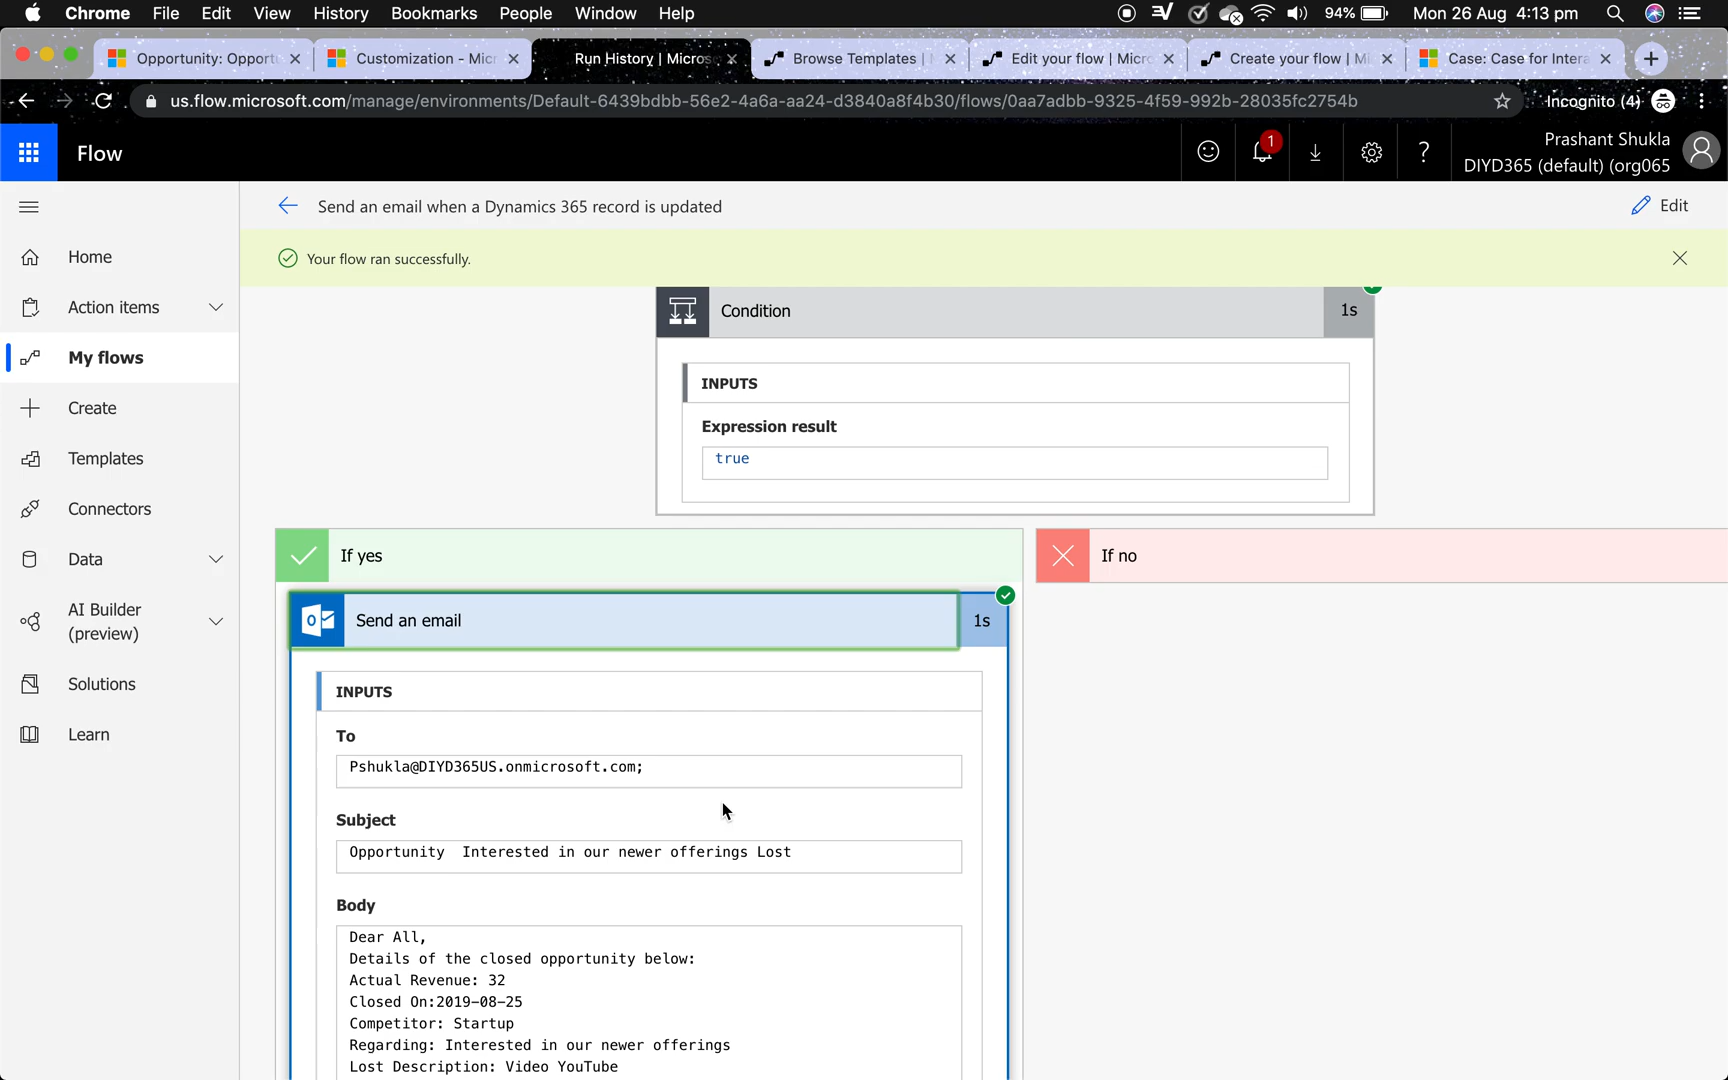 Chrome File Edit View History Bookmarks People Window Help 94% Mon 26 Aug 4:13 pm
Opportunity: Opport Customization - Micr Run History | Micros Browse Templates | Edit your flow | Micr Create your flow | Mi Case: Case for Intera
us.flow.microsoft.com/manage/environments/Default-6439bdbb-56e2-4a6a-aa24-d3840a8f4b30/flows/0aa7adbb-9325-4f59-992b-28035fc2754b Incognito (4)
Flow
1
?
Prashant Shukla
DIYD365 (default) (org065
Send an email when a Dynamics 365 record is updated
Edit
Your flow ran successfully.
Home
Action items
My flows
Create
Templates
Connectors
Data
AI Builder
(preview)
Solutions
Learn
Condition
1s
INPUTS
Expression result
true
If yes
If no
Send an email
1s
INPUTS
To
Pshukla@DIYD365US.onmicrosoft.com;
Subject
Opportunity  Interested in our newer offerings Lost
Body
Dear All,
Details of the closed opportunity below:
Actual Revenue: 32
Closed On:2019-08-25
Competitor: Startup
Regarding: Interested in our newer offerings
Lost Description: Video YouTube